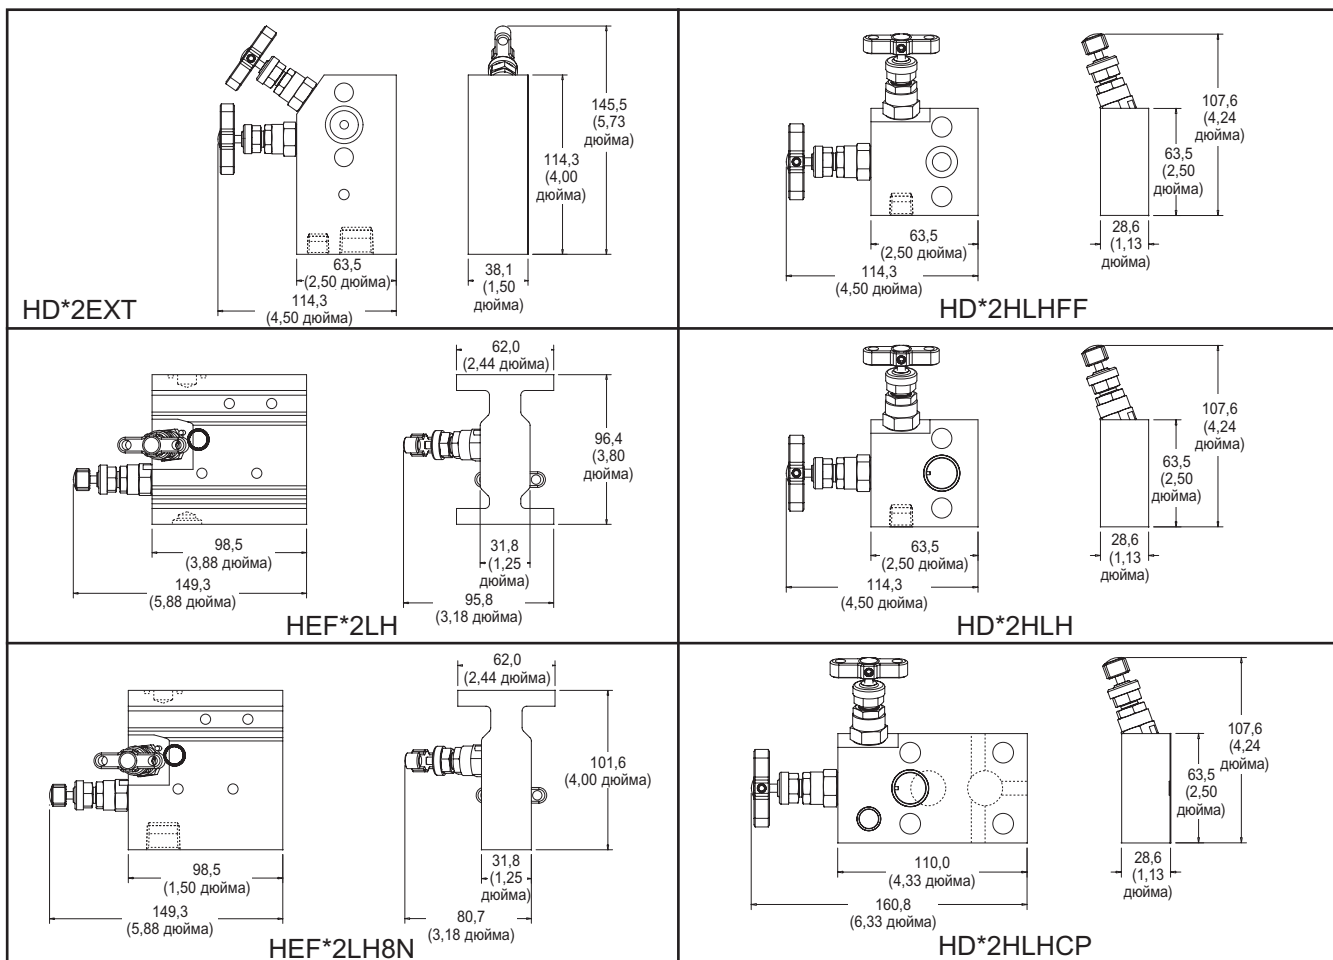 145,5
(5,73
дюйма)
114,3
(4,00
дюйма)
63,5
(2,50 дюйма)
114,3
(4,50 дюйма)
38,1
(1,50
дюйма)
HD*2EXT
107,6
(4,24
дюйма)
63,5
(2,50
дюйма)
63,5
(2,50 дюйма)
114,3
(4,50 дюйма)
28,6
(1,13
дюйма)
HD*2HLHFF
62,0
(2,44 дюйма)
96,4
(3,80
дюйма)
98,5
(3,88 дюйма)
149,3
(5,88 дюйма)
31,8
(1,25
дюйма)
95,8
(3,18 дюйма)
HEF*2LH
107,6
(4,24
дюйма)
63,5
(2,50
дюйма)
63,5
(2,50 дюйма)
114,3
(4,50 дюйма)
28,6
(1,13
дюйма)
HD*2HLH
62,0
(2,44 дюйма)
101,6
(4,00 дюйма)
98,5
(1,50 дюйма)
149,3
(5,88 дюйма)
31,8
(1,25
дюйма)
80,7
(3,18 дюйма)
HEF*2LH8N
107,6
(4,24
дюйма)
63,5
(2,50
дюйма)
110,0
(4,33 дюйма)
160,8
(6,33 дюйма)
28,6
(1,13
дюйма)
HD*2HLHCP